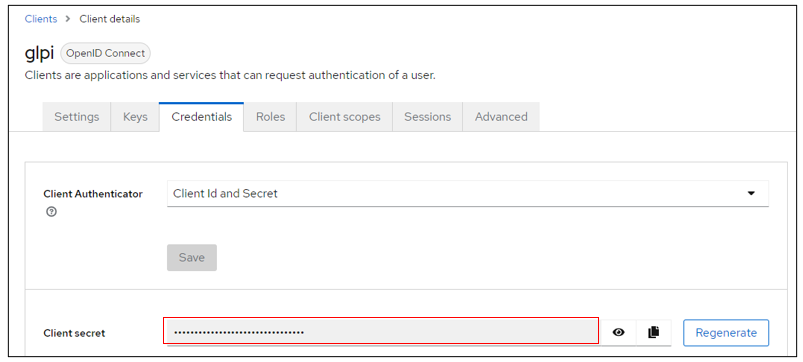 Clients > Client details
glpi OpenID Connect
Clients are applications and services that can request authentication of a user.
Settings Keys Credentials Roles Client scopes Sessions Advanced
Client Authenticator Client Id and Secret
Save
Client secret •••••••••••••••••••••••••••••••• Regenerate